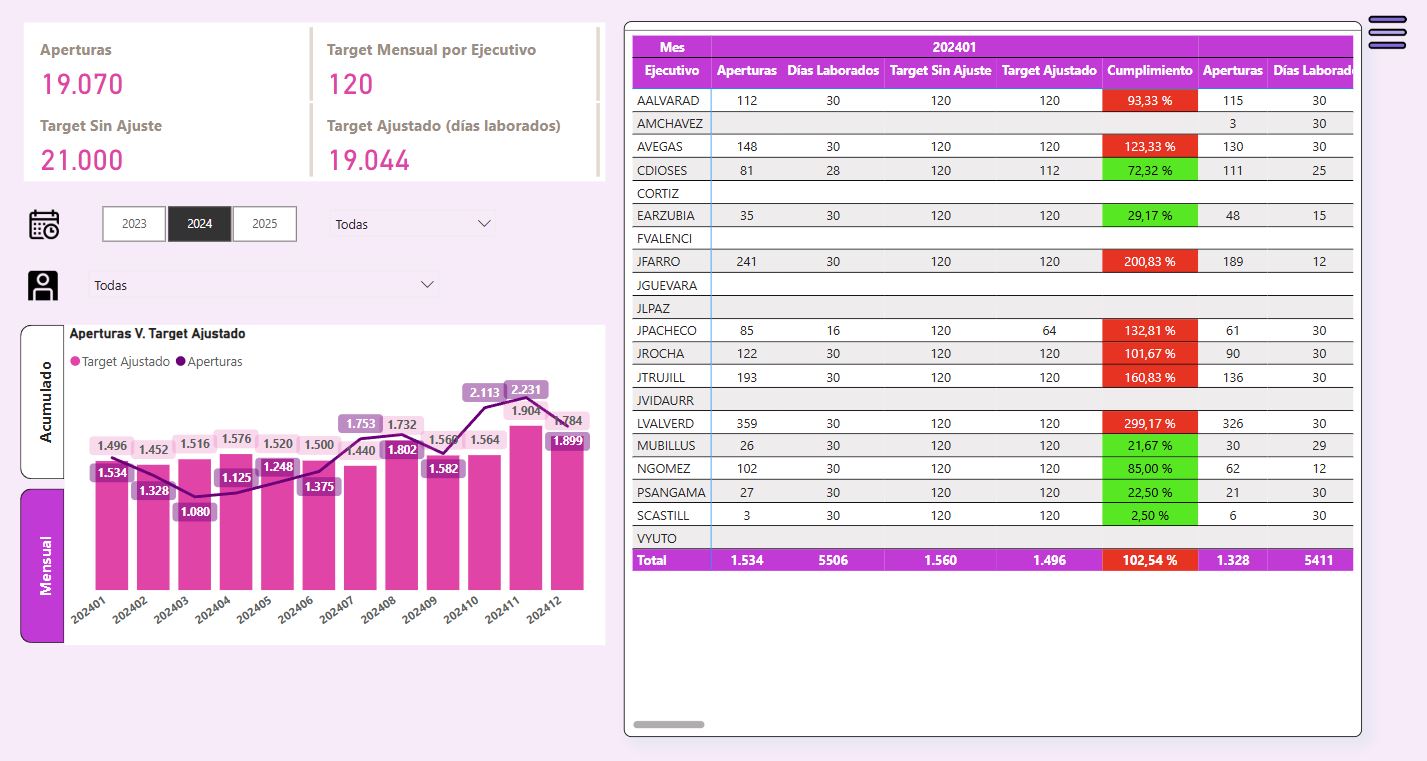 Aperturas
19.070
Target Mensual por Ejecutivo
120
Target Sin Ajuste
21.000
Target Ajustado (días laborados)
19.044
2023 2024 2025 Todas
Todas
Acumulado
Mensual
Aperturas V. Target Ajustado
Target Ajustado Aperturas
1.496 1.452 1.516 1.576 1.520 1.500 1.440 1.732 1.560 1.564 1.904 1.784
1.534 1.328 1.080 1.125 1.248 1.375 1.753 1.802 1.582 2.113 2.231 1.899
202401 202402 202403 202404 202405 202406 202407 202408 202409 202410 202411 202412
Mes 202401
Ejecutivo Aperturas Días Laborados Target Sin Ajuste Target Ajustado Cumplimiento Aperturas Días Laborado
AALVARAD 112 30 120 120 93,33 % 115 30
AMCHAVEZ 3 30
AVEGAS 148 30 120 120 123,33 % 130 30
CDIOSES 81 28 120 112 72,32 % 111 25
CORTIZ
EARZUBIA 35 30 120 120 29,17 % 48 15
FVALENCI
JFARRO 241 30 120 120 200,83 % 189 12
JGUEVARA
JLPAZ
JPACHECO 85 16 120 64 132,81 % 61 30
JROCHA 122 30 120 120 101,67 % 90 30
JTRUJILL 193 30 120 120 160,83 % 136 30
JVIDAURR
LVALVERD 359 30 120 120 299,17 % 326 30
MUBILLUS 26 30 120 120 21,67 % 30 29
NGOMEZ 102 30 120 120 85,00 % 62 12
PSANGAMA 27 30 120 120 22,50 % 21 30
SCASTILL 3 30 120 120 2,50 % 6 30
VYUTO
Total 1.534 5506 1.560 1.496 102,54 % 1.328 5411